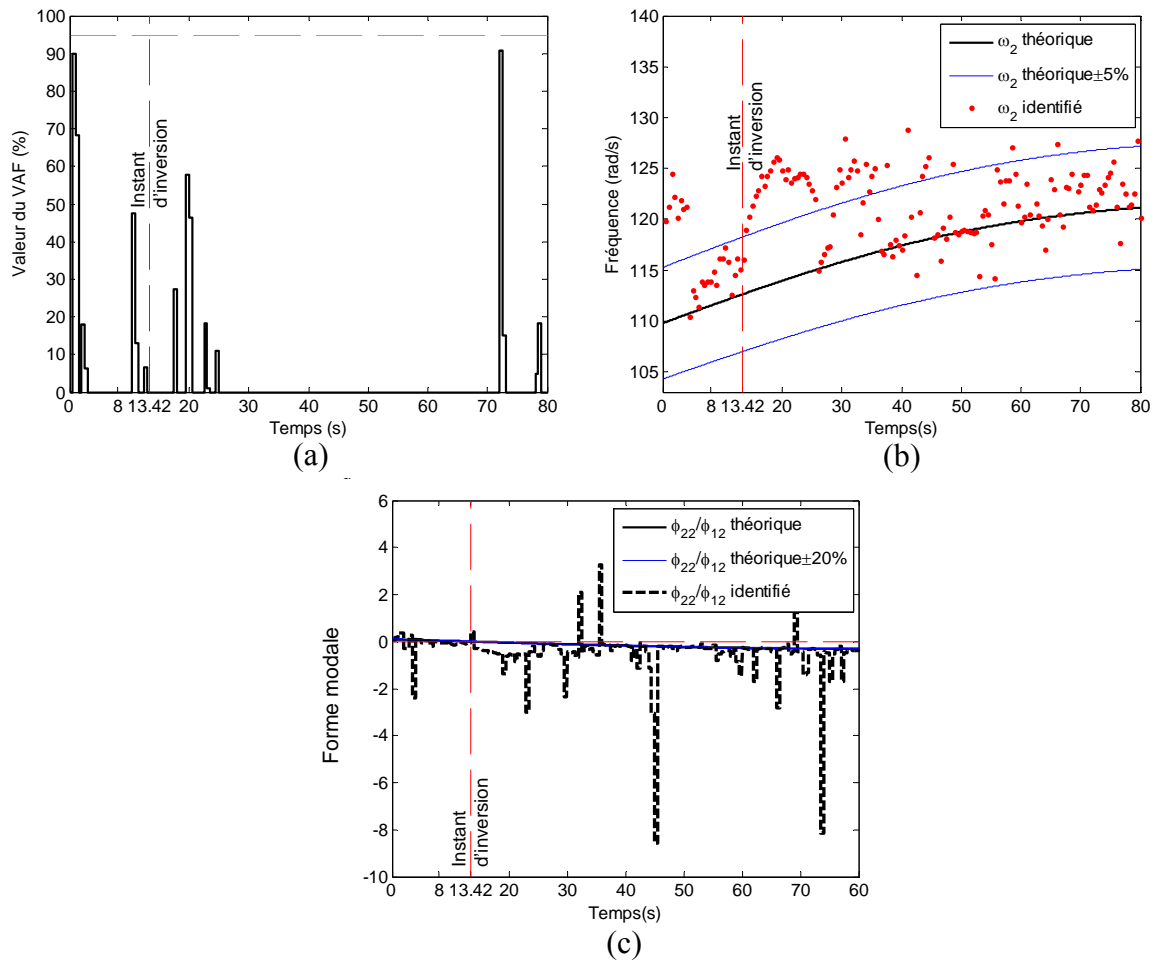 100
90
80
70
60
50
40
30
20
10
0
Valeur du VAF (%)
Instant
d'inversion
0 8 13.42 20 30 40 50 60 70 80
Temps (s)
(a)
140
135
130
125
120
115
110
103
Fréquence (rad/s)
Instant
d'inversion
ω2 théorique
ω2 théorique±5%
ω2 identifié
0 8 13.42 20 30 40 50 60 70 80
Temps(s)
(b)
6
4
2
0
-2
-4
-6
-8
-10
Forme modale
Instant
d'inversion
ϕ22/ϕ12 théorique
ϕ22/ϕ12 théorique±20%
ϕ22/ϕ12 identifié
0 8 13.42 20 30 40 50 60 70 60
Temps(s)
(c)